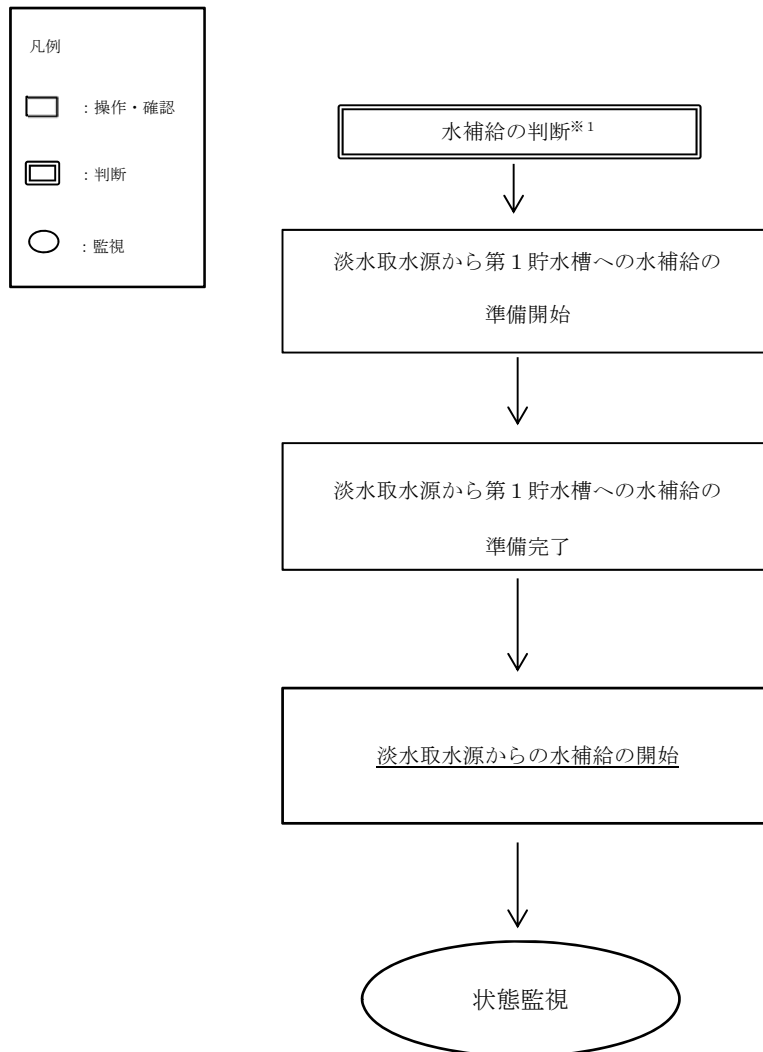 凡例
：操作・確認
：判断
：監視
水補給の判断※１
淡水取水源から第１貯水槽への水補給の
準備開始
淡水取水源から第１貯水槽への水補給の
準備完了
淡水取水源からの水補給の開始
状態監視